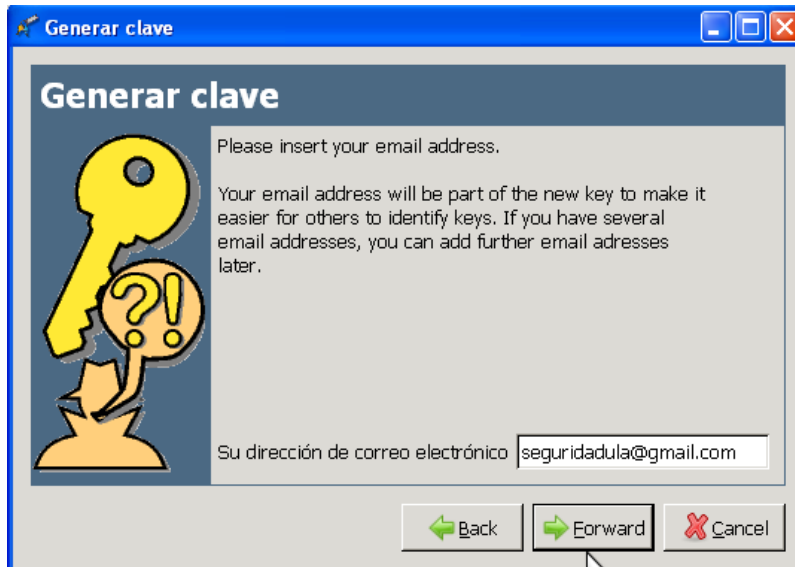 Generar clave
Generar clave
Please insert your email address.
Your email address will be part of the new key to make it
easier for others to identify keys. If you have several
email addresses, you can add further email adresses
later.
?!
Su dirección de correo electrónico seguridadula@gmail.com
Back Forward Cancel